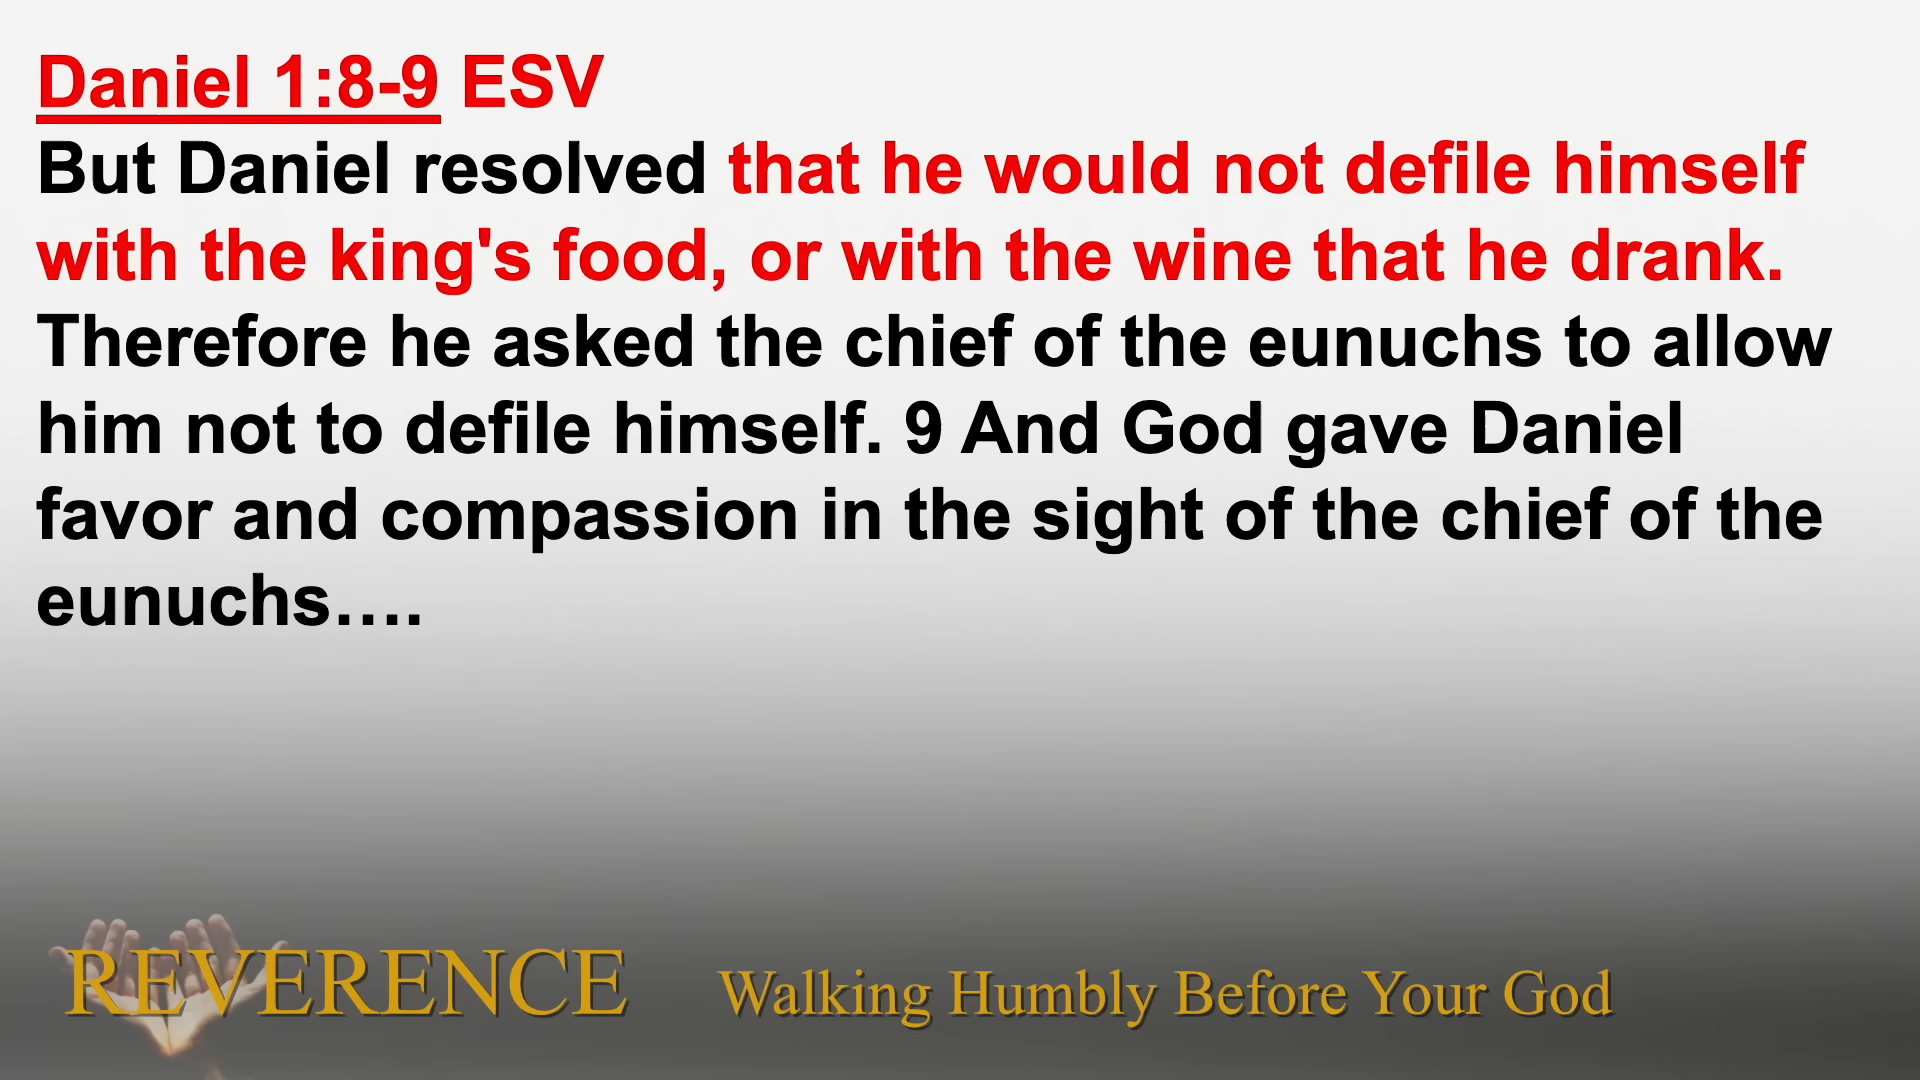 Daniel 1:8-9 ESV
But Daniel resolved that he would not defile himself
with the king's food, or with the wine that he drank.
Therefore he asked the chief of the eunuchs to allow
him not to defile himself. 9 And God gave Daniel
favor and compassion in the sight of the chief of the
eunuchs….
REVERENCE Walking Humbly Before Your God